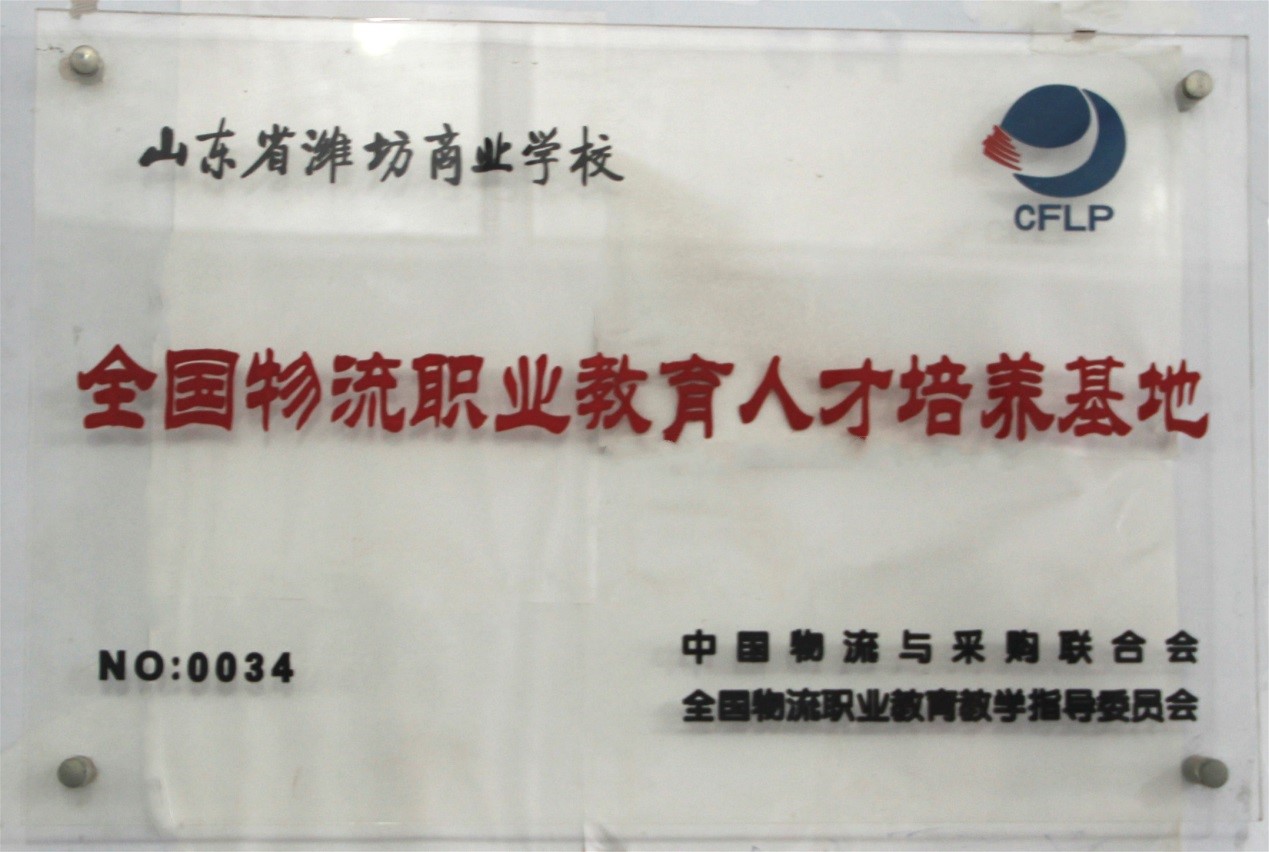 山东省潍坊商业学校
CFLP
全国物流职业教育人才培养基地
NO:0034
中国物流与采购联合会
全国物流职业教育教学指导委员会